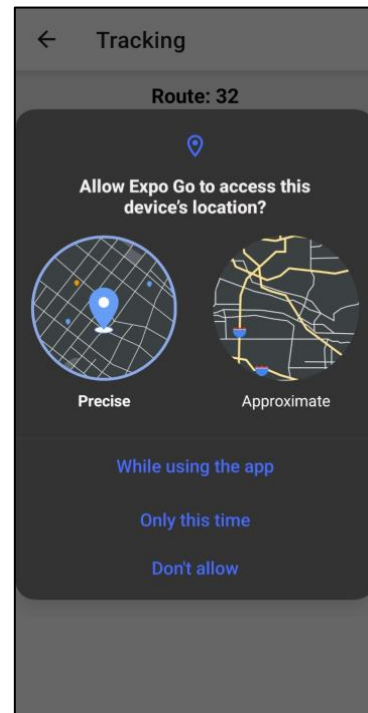 Tracking
Route: 32
Allow Expo Go to access this
device's location?
Precise
Approximate
While using the app
Only this time
Don't allow